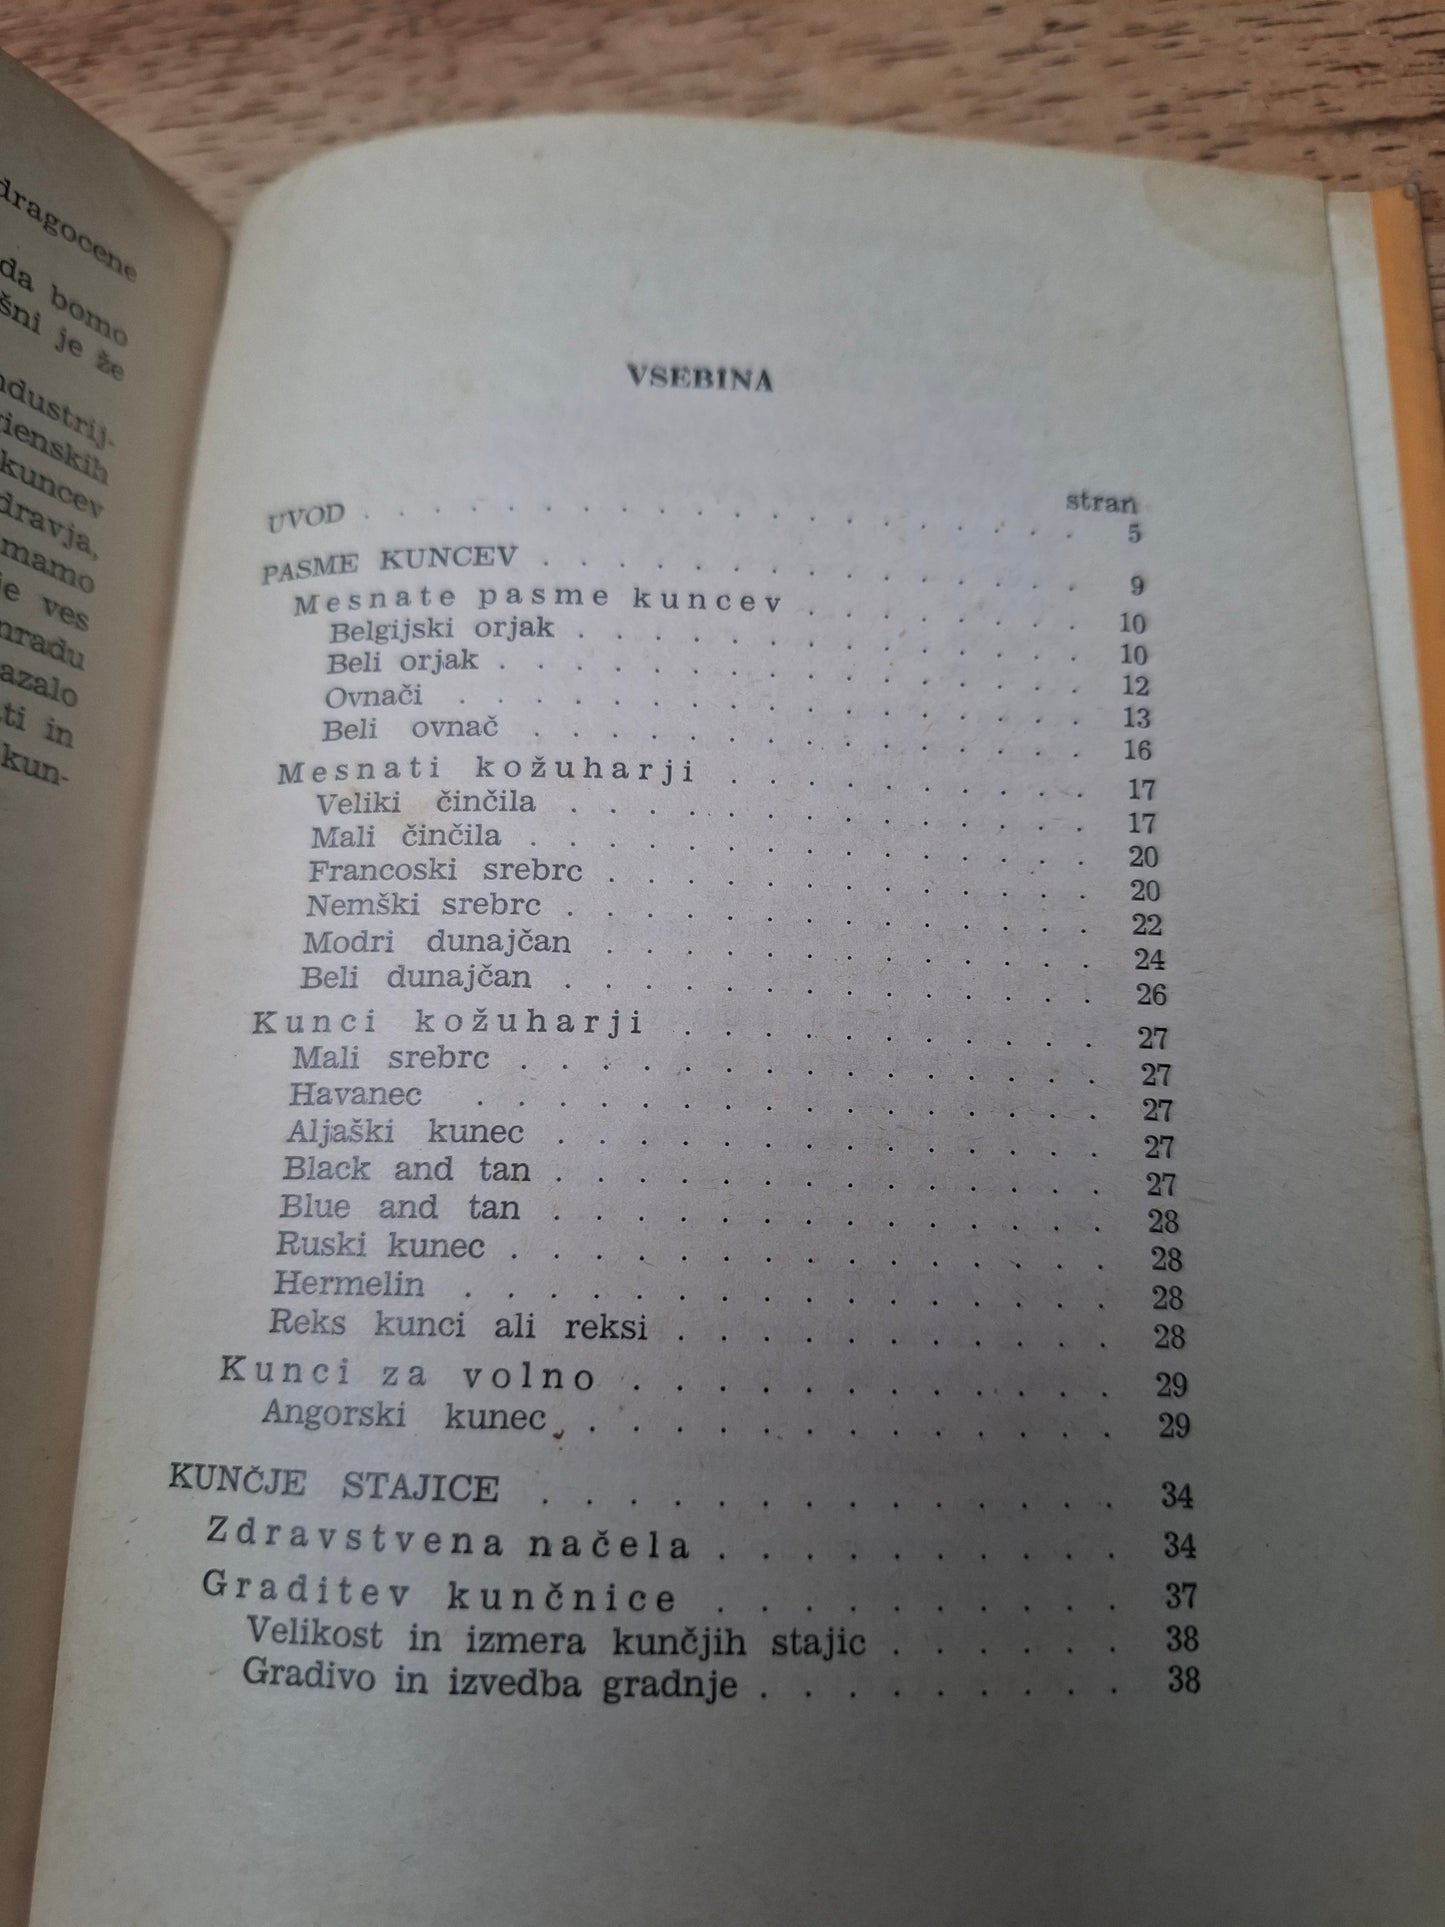 dragocene
da bomo
šni je že
ndustrij-
gienskih
kuncev
dravja,
mamo
je ves
nradu
azalo
ti in
kun-
VSEBINA
stran
UVOD . . . . . . . . . . . . . . . . . . 5
PASME KUNCEV . . . . . . . . . . . . . . 9
Mesnate pasme kuncev . . . . . . . 10
Belgijski orjak . . . . . . . . . . . . . 10
Beli orjak . . . . . . . . . . . . . . . 12
Ovnači . . . . . . . . . . . . . . . . 13
Beli ovnač . . . . . . . . . . . . . . 16
Mesnati kožuharji . . . . . . . . . 17
Veliki činčila . . . . . . . . . . . . . 17
Mali činčila . . . . . . . . . . . . . . 20
Francoski srebrc . . . . . . . . . . . . 20
Nemški srebrc . . . . . . . . . . . . . 22
Modri dunajčan . . . . . . . . . . . . 24
Beli dunajčan . . . . . . . . . . . . . 26
Kunci kožuharji . . . . . . . . . . 27
Mali srebrc . . . . . . . . . . . . . . 27
Havanec . . . . . . . . . . . . . . . 27
Aljaški kunec . . . . . . . . . . . . . 27
Black and tan . . . . . . . . . . . . . 27
Blue and tan . . . . . . . . . . . . . 28
Ruski kunec . . . . . . . . . . . . . . 28
Hermelin . . . . . . . . . . . . . . . 28
Reks kunci ali reksi . . . . . . . . . . 28
Kunci za volno . . . . . . . . . . . 29
Angorski kunec . . . . . . . . . . . . . 29
KUNČJE STAJICE . . . . . . . . . . . . . 34
Zdravstvena načela . . . . . . . . . 34
Graditev kunčnice . . . . . . . . . 37
Velikost in izmera kunčjih stajic . . . . . 38
Gradivo in izvedba gradnje . . . . . . . . 38